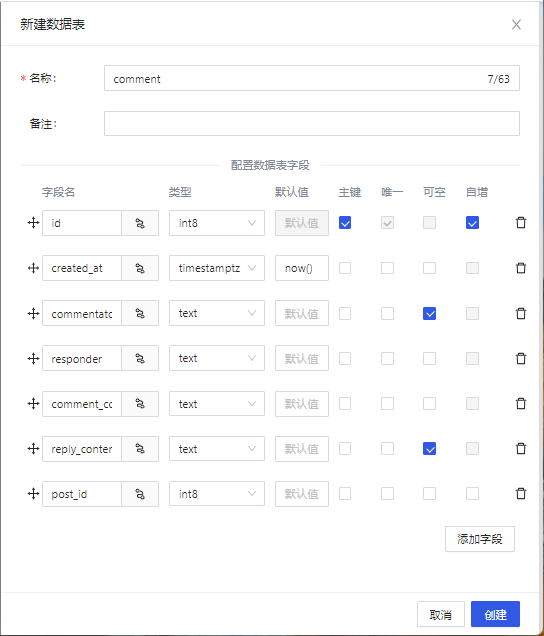 新建数据表
* 名称：
comment 7/63
备注：
配置数据表字段
字段名 类型 默认值 主键 唯一 可空 自增
id int8 默认值
created_at timestamptz now()
commentatc text 默认值
responder text 默认值
comment_cc text 默认值
reply_conter text 默认值
post_id int8 默认值
添加字段
取消 创建